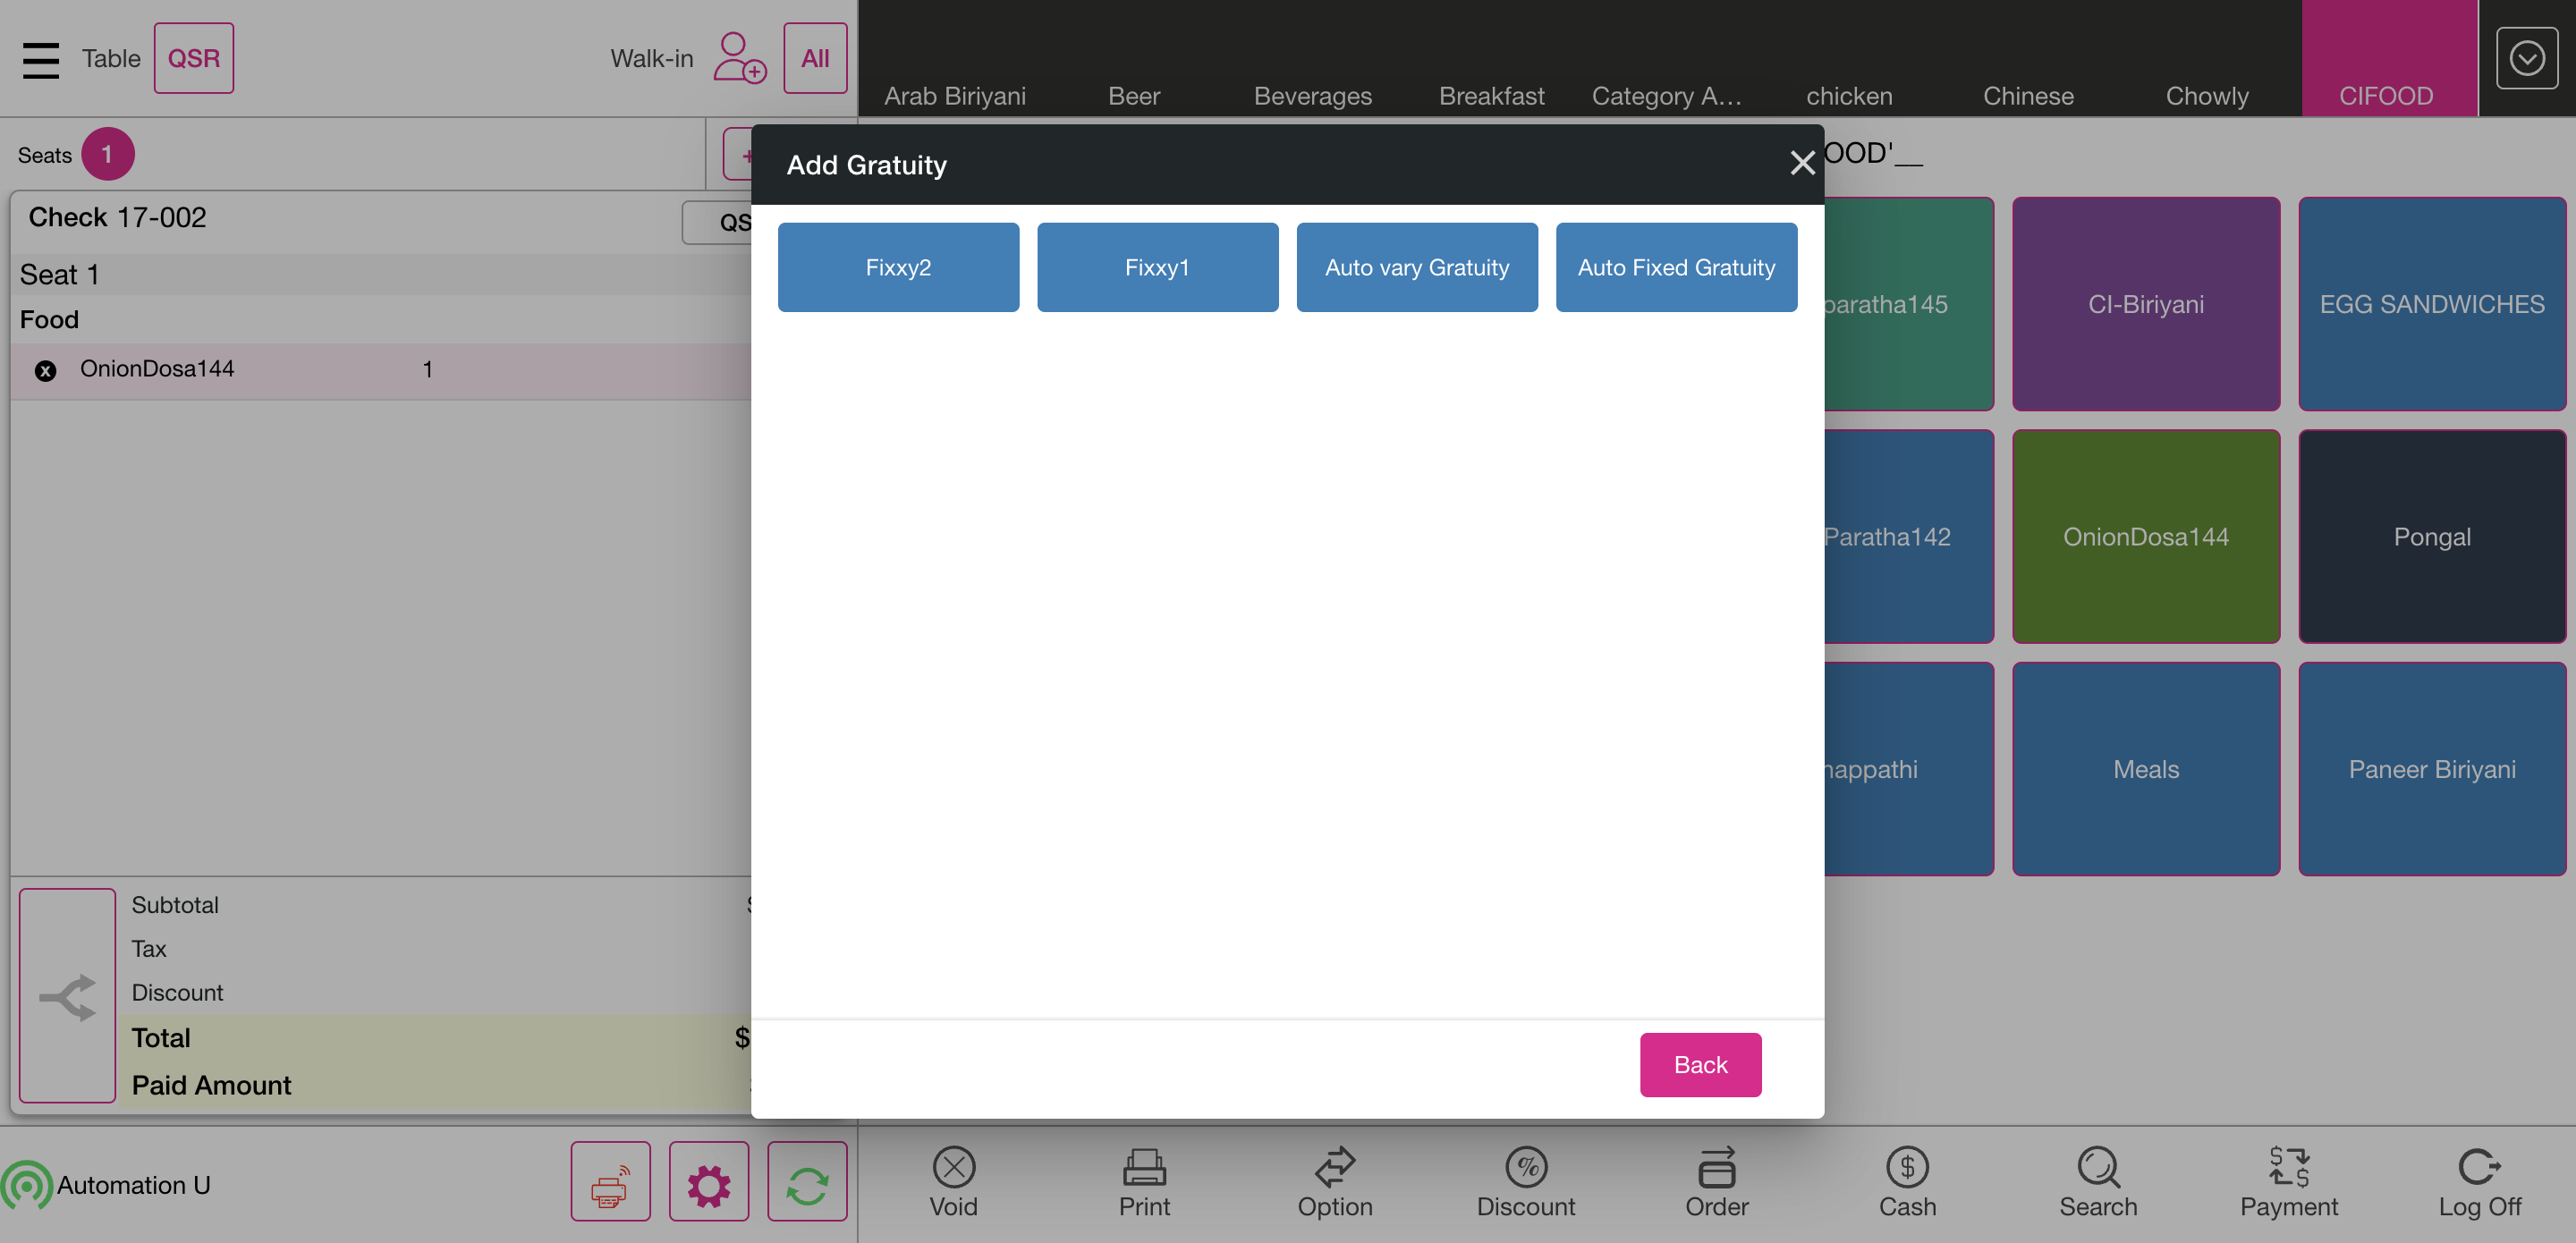 Table QSR Walk-in All
Arab Biriyani Beer Beverages Breakfast Category A... chicken Chinese Chowly CIFOOD
Seats 1
Add Gratuity
OOD'__
Check 17-002
Seat 1
Food
OnionDosa144 1
Fixxy2 Fixxy1 Auto vary Gratuity Auto Fixed Gratuity
paratha145 CI-Biriyani EGG SANDWICHES
Paratha142 OnionDosa144 Pongal
happathi Meals Paneer Biriyani
Subtotal
Tax
Discount
Total $
Paid Amount
Back
Automation U
Void Print Option Discount Order Cash Search Payment Log Off